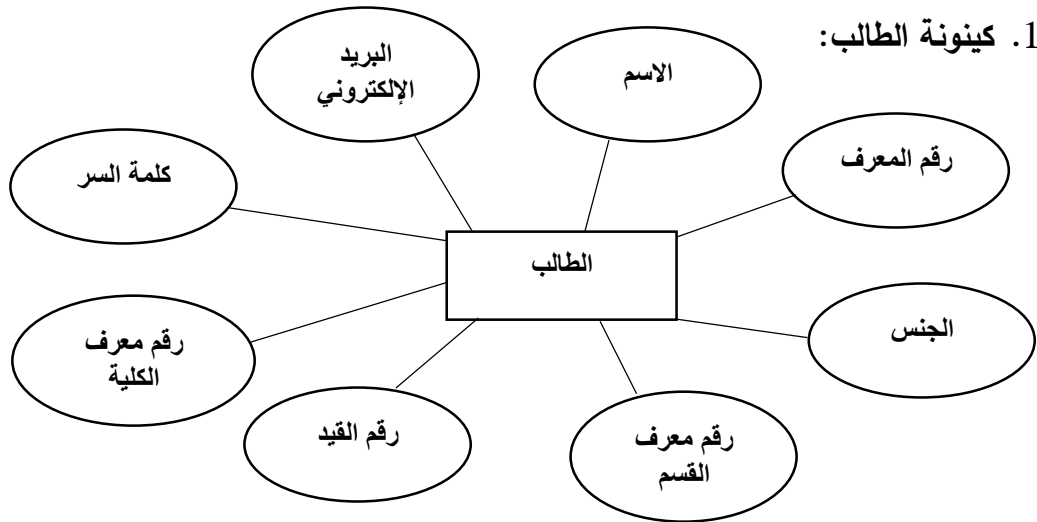 1. كينونة الطالب:
الاسم
البريد
الإلكتروني
رقم المعرف
كلمة السر
الطالب
الجنس
رقم معرف
الكلية
رقم القيد
رقم معرف
القسم